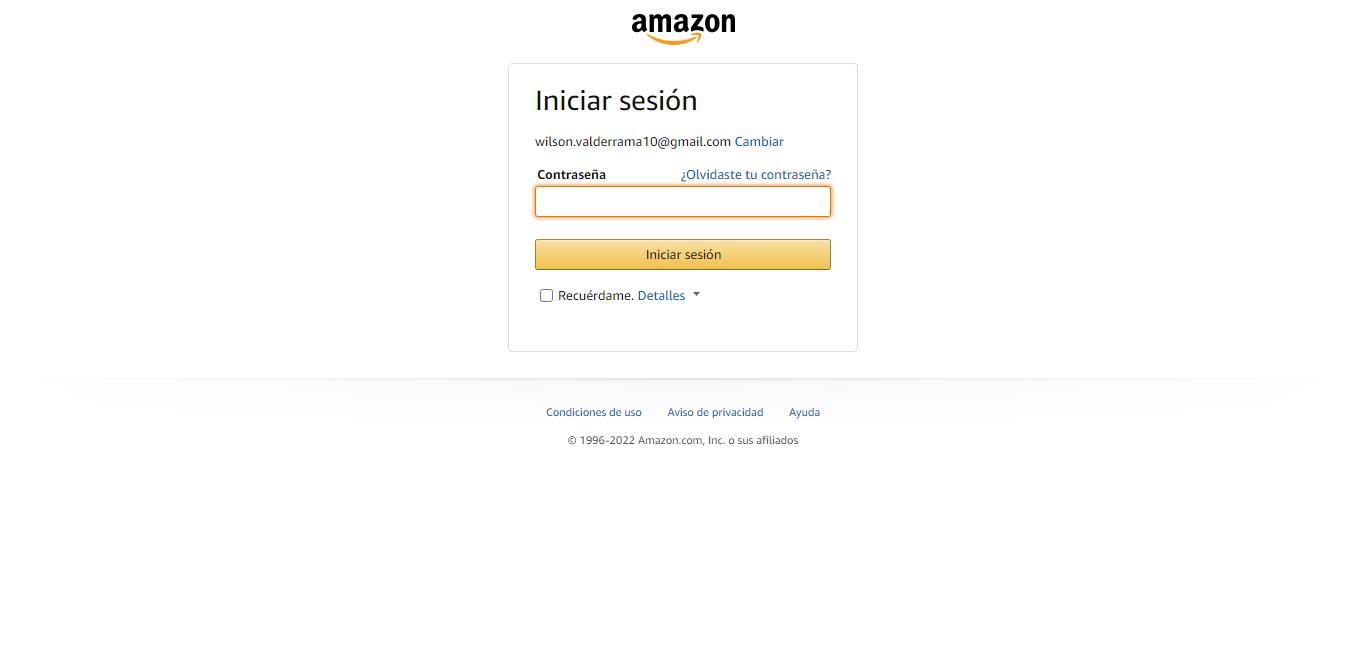 amazon
Iniciar sesión
wilson.valderrama10@gmail.com Cambiar
Contraseña ¿Olvidaste tu contraseña?
Iniciar sesión
Recuérdame. Detalles
Condiciones de uso Aviso de privacidad Ayuda
© 1996-2022 Amazon.com, Inc. o sus afiliados